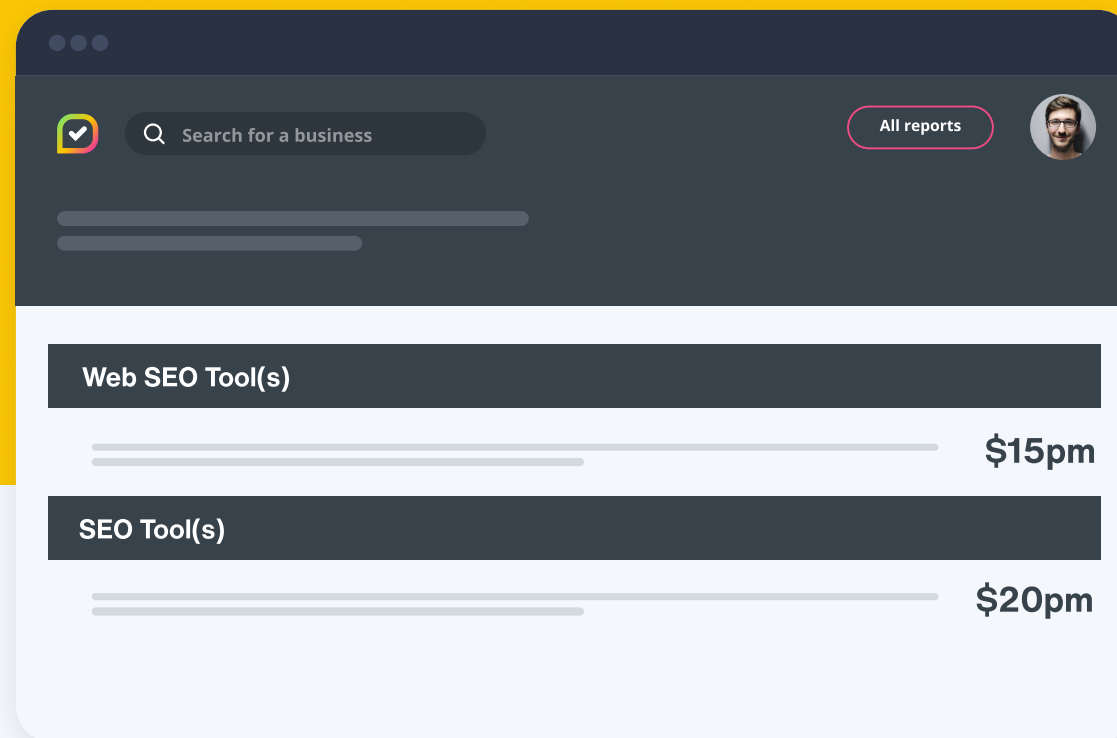 Search for a business
All reports
Web SEO Tool(s)
$15pm
SEO Tool(s)
$20pm